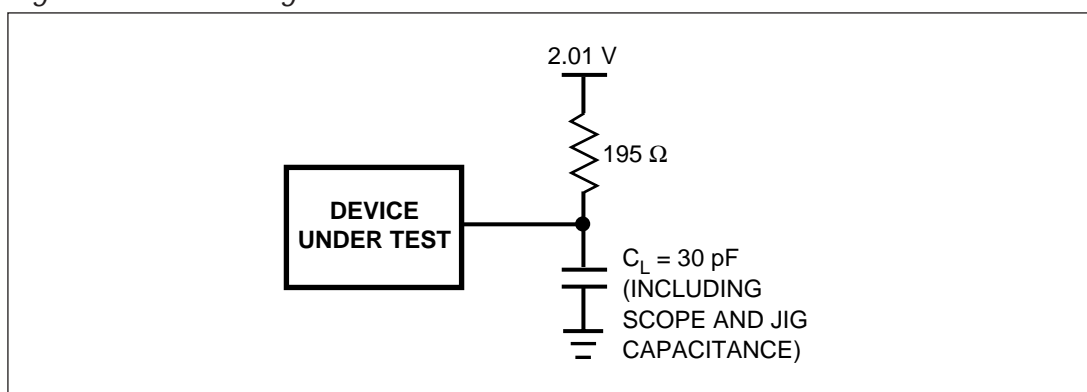 2.01 V
195 Ω
DEVICE
UNDER TEST
C_L = 30 pF
(INCLUDING
SCOPE AND JIG
CAPACITANCE)